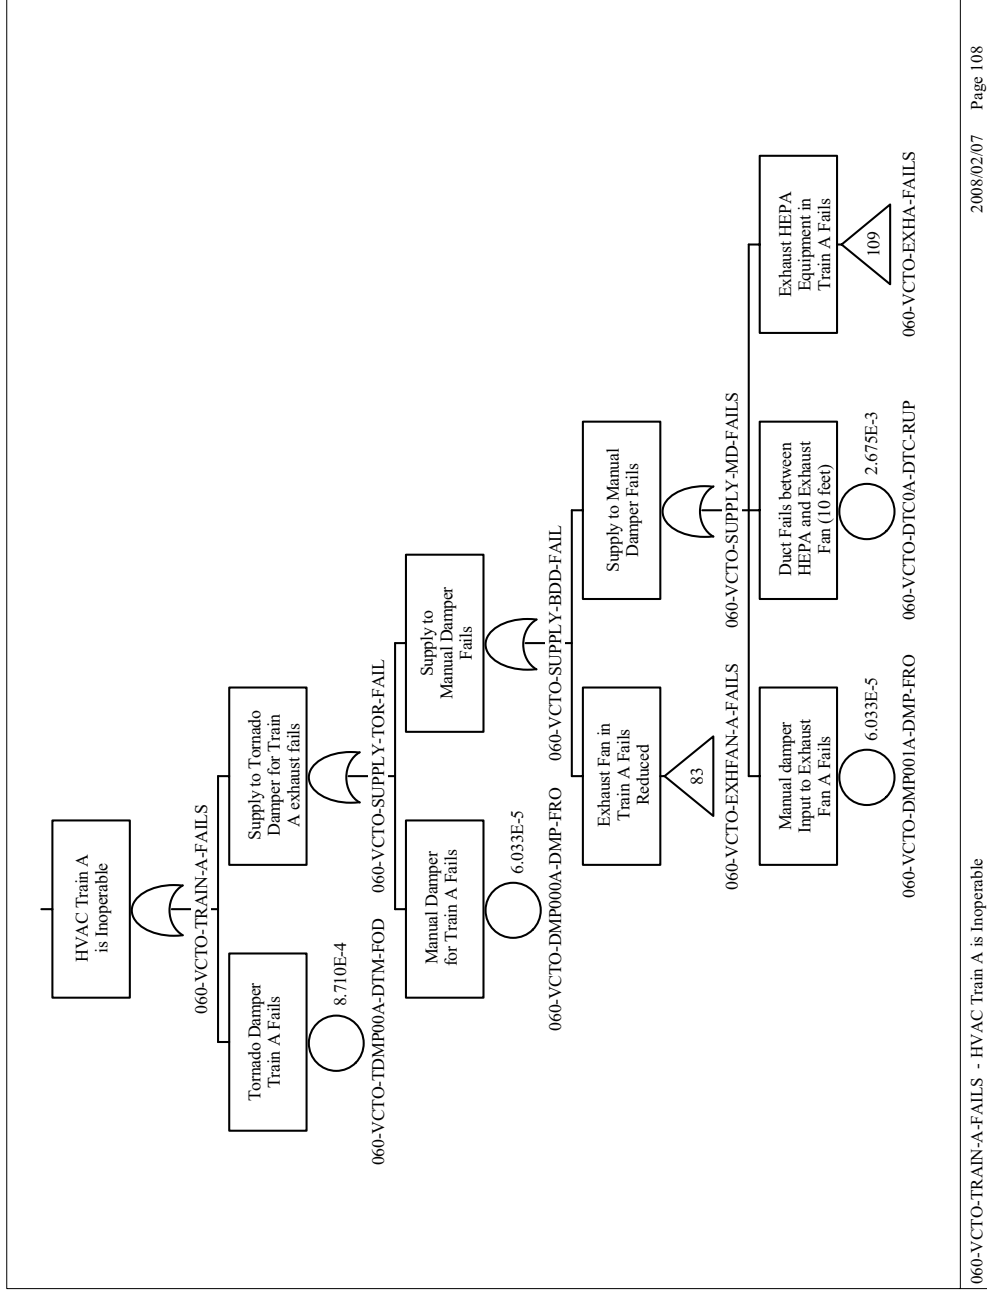 HVAC Train A
is Inoperable
060-VCTO-TRAIN-A-FAILS
Tornado Damper
Train A Fails
8.710E-4
060-VCTO-TDMP00A-DTM-FOD
Supply to Tornado
Damper for Train
A exhaust fails
060-VCTO-SUPPLY-TOR-FAIL
Manual Damper
for Train A Fails
6.033E-5
060-VCTO-DMP000A-DMP-FRO
Supply to
Manual Damper
Fails
060-VCTO-SUPPLY-BDD-FAIL
Exhaust Fan in
Train A Fails
Reduced
83
060-VCTO-EXHFAN-A-FAILS
Supply to Manual
Damper Fails
060-VCTO-SUPPLY-MD-FAILS
Manual damper
Input to Exhaust
Fan A Fails
6.033E-5
060-VCTO-DMP001A-DMP-FRO
Duct Fails between
HEPA and Exhaust
Fan (10 feet)
2.675E-3
060-VCTO-DTC0A-DTC-RUP
Exhaust HEPA
Equipment in
Train A Fails
109
060-VCTO-EXHA-FAILS
060-VCTO-TRAIN-A-FAILS - HVAC Train A is Inoperable
2008/02/07 Page 108